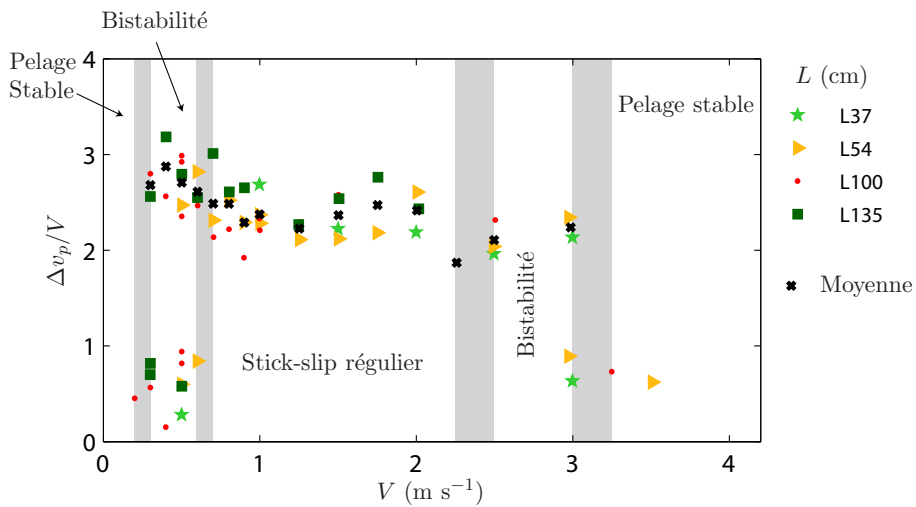 Bistabilité
Pelage
Stable
Pelage stable
Bistabilité
Stick-slip régulier
Δv_p/V
4
3
2
1
0
0 1 2 3 4
V (m s⁻¹)
L (cm)
L37
L54
L100
L135
Moyenne